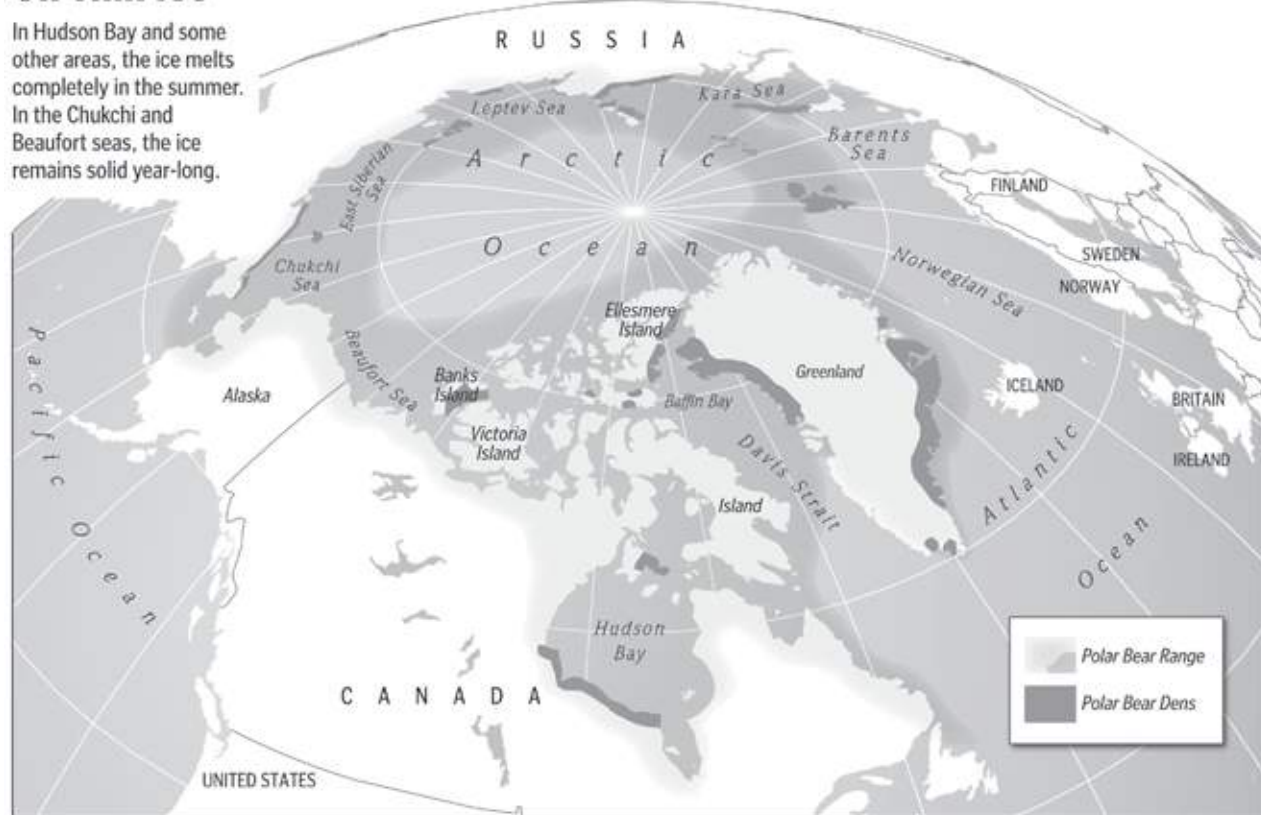 In Hudson Bay and some
other areas, the ice melts
completely in the summer.
In the Chukchi and
Beaufort seas, the ice
remains solid year-long.
RUSSIA
Leptev Sea
Kara Sea
Barents
Sea
Arctic
Ocean
East Siberian
Sea
Chukchi
Sea
FINLAND
SWEDEN
NORWAY
Norwegian Sea
Ellesmere
Island
Beaufort Sea
Banks
Island
Victoria
Island
Baffin Bay
Greenland
ICELAND
BRITAIN
IRELAND
Alaska
Pacific
Ocean
Davis Strait
Island
Atlantic
Ocean
Hudson
Bay
CANADA
UNITED STATES
Polar Bear Range
Polar Bear Dens